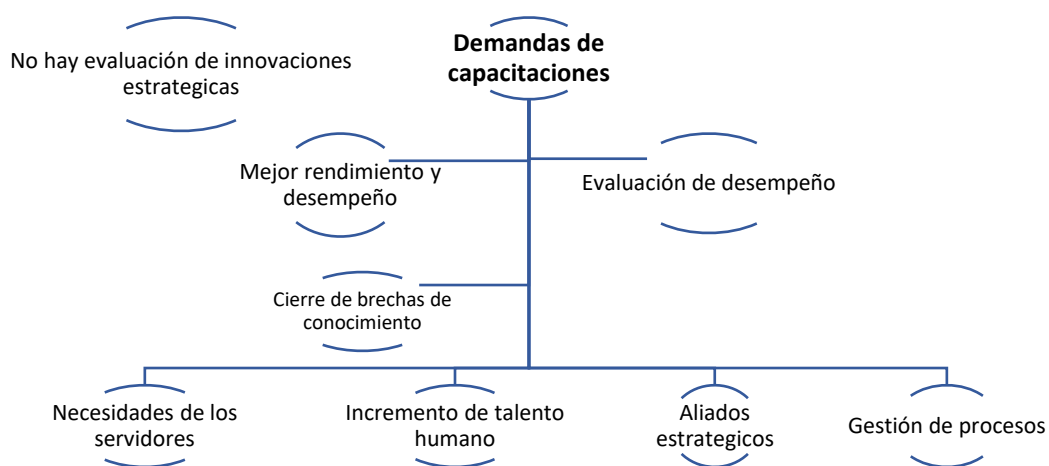 No hay evaluación de innovaciones
estrategicas
Demandas de
capacitaciones
Mejor rendimiento y
desempeño
Evaluación de desempeño
Cierre de brechas de
conocimiento
Necesidades de los
servidores
Incremento de talento
humano
Aliados
estrategicos
Gestión de procesos